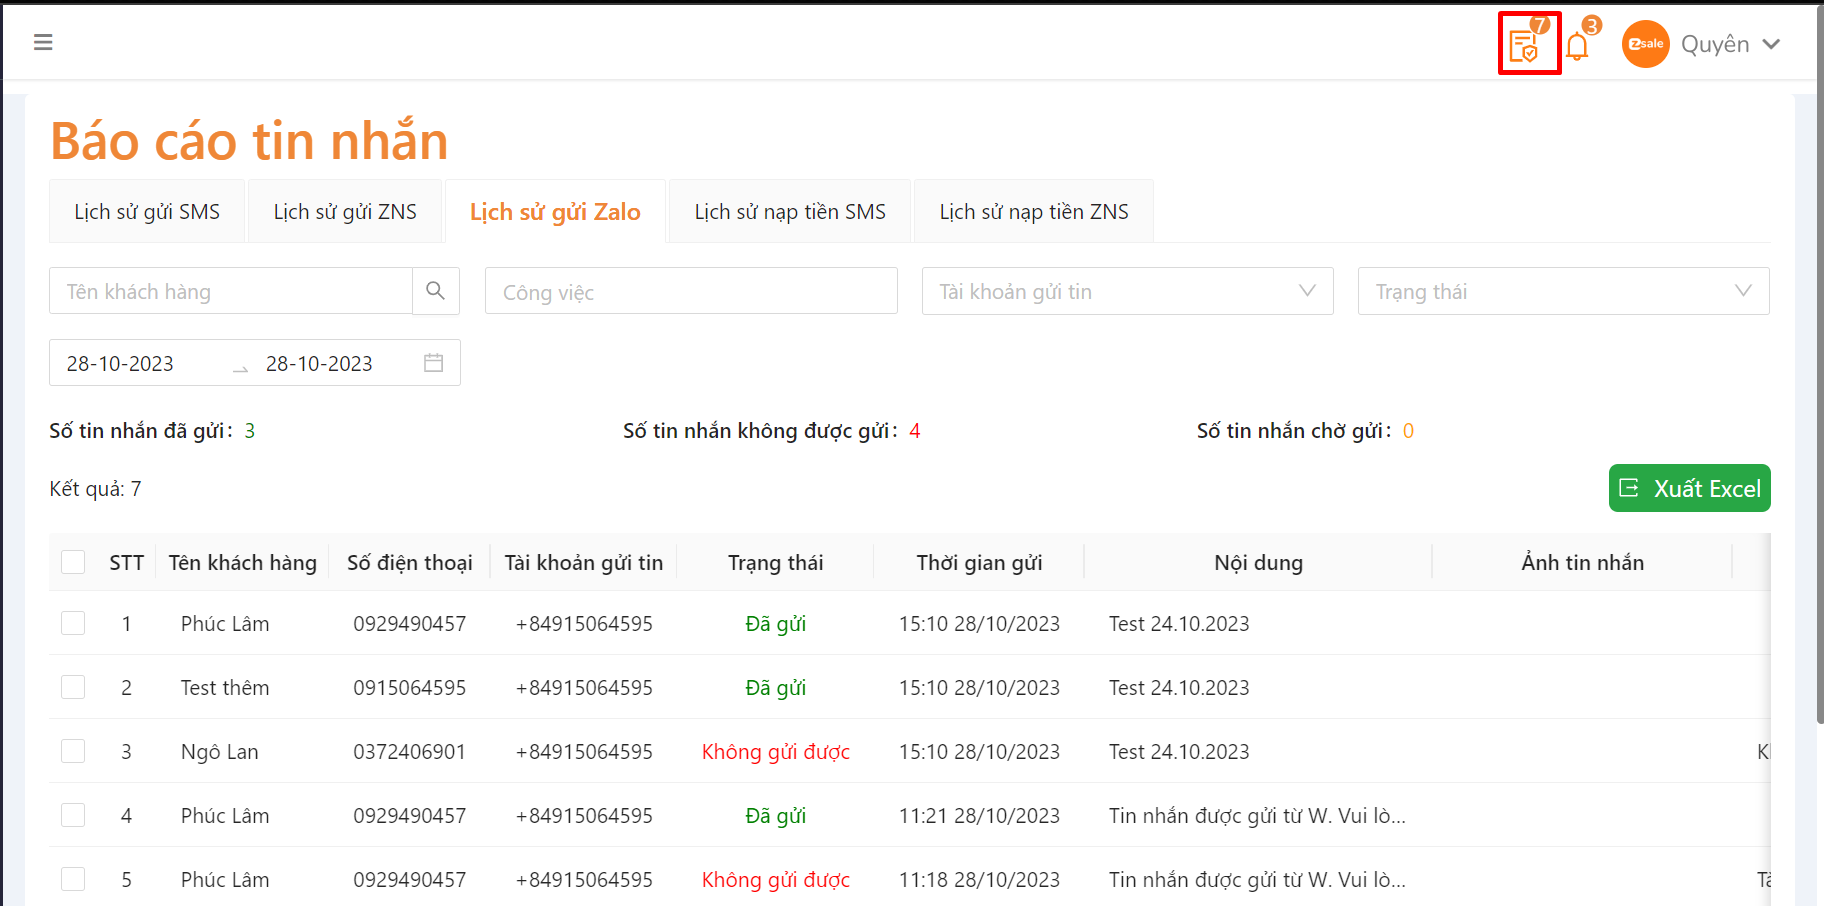 7
3
zsale
Quyên
Báo cáo tin nhắn
Lịch sử gửi SMS
Lịch sử gửi ZNS
Lịch sử gửi Zalo
Lịch sử nạp tiền SMS
Lịch sử nạp tiền ZNS
Tên khách hàng
Công việc
Tài khoản gửi tin
Trạng thái
28-10-2023 → 28-10-2023
Số tin nhắn đã gửi: 3
Số tin nhắn không được gửi: 4
Số tin nhắn chờ gửi: 0
Kết quả: 7
Xuất Excel
STT Tên khách hàng Số điện thoại Tài khoản gửi tin Trạng thái Thời gian gửi Nội dung Ảnh tin nhắn
1 Phúc Lâm 0929490457 +84915064595 Đã gửi 15:10 28/10/2023 Test 24.10.2023
2 Test thêm 0915064595 +84915064595 Đã gửi 15:10 28/10/2023 Test 24.10.2023
3 Ngô Lan 0372406901 +84915064595 Không gửi được 15:10 28/10/2023 Test 24.10.2023
4 Phúc Lâm 0929490457 +84915064595 Đã gửi 11:21 28/10/2023 Tin nhắn được gửi từ W. Vui lò...
5 Phúc Lâm 0929490457 +84915064595 Không gửi được 11:18 28/10/2023 Tin nhắn được gửi từ W. Vui lò...